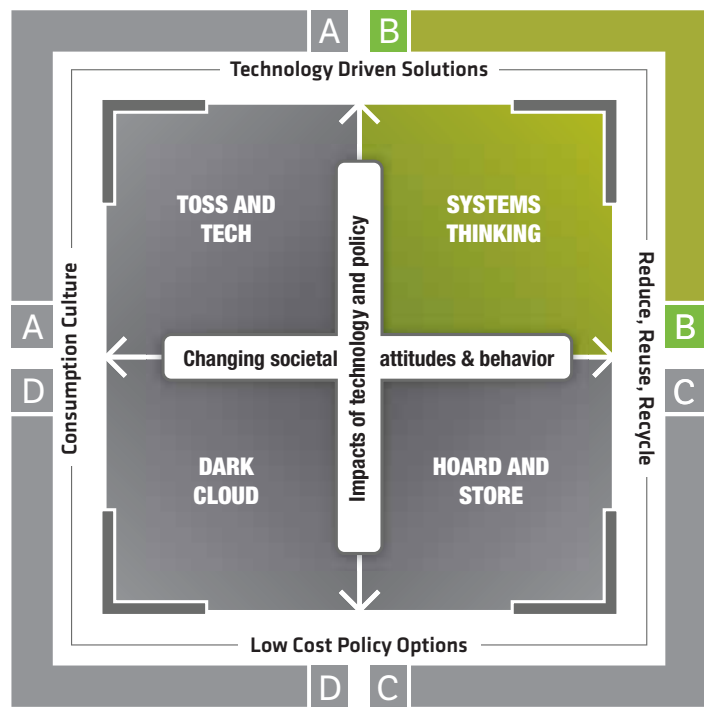 A
B
Technology Driven Solutions
TOSS AND
TECH
SYSTEMS
THINKING
Consumption Culture
Impacts of technology and policy
Reduce, Reuse, Recycle
A
B
Changing societal attitudes & behavior
D
C
DARK
CLOUD
HOARD AND
STORE
Low Cost Policy Options
D
C